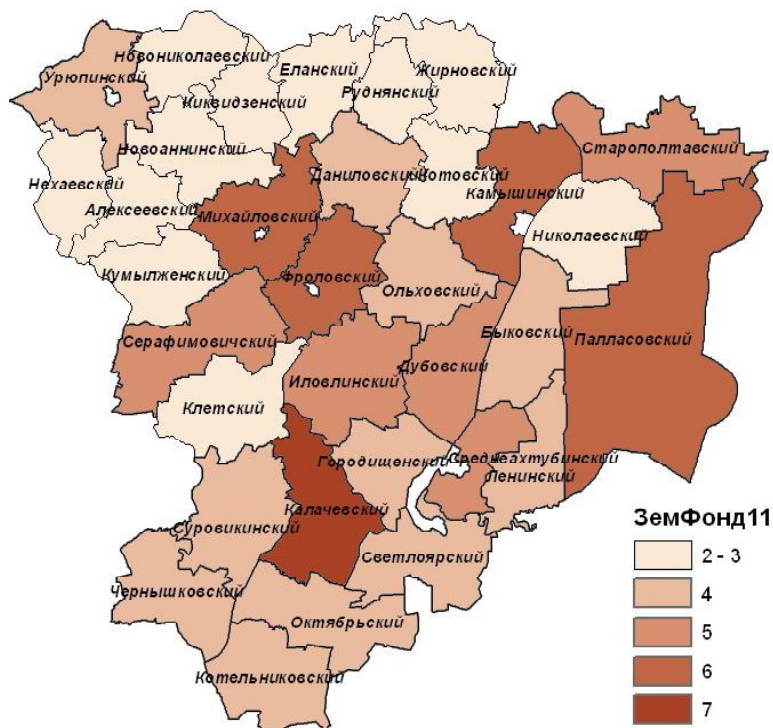 Новониколаевский
Урюпинский
Еланский
Жирновский
Руднянский
Киквидзенский
Новоаннинский
Старополтавский
Нехаевский
Даниловский
Котовский
Камышинский
Алексеевский
Михайловский
Николаевский
Кумылженский
Фроловский
Ольховский
Серафимовичский
Быковский
Палласовский
Дубовский
Иловлинский
Клетский
Городищенский
Среднеахтубинский
Ленинский
Калачевский
Суровикинский
Светлоярский
Чернышковский
Октябрьский
Котельниковский
ЗемФонд11
2 - 3
4
5
6
7